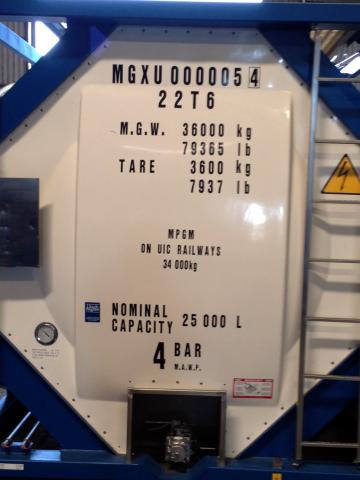 MGXU 000005 4
22T6
M.G.W. 36000 kg
79365 lb
TARE 3600 kg
7937 lb
MPGM
ON UIC RAILWAYS
34 000kg
NOMINAL
CAPACITY 25 000 L
4 BAR
M.A.W.P.